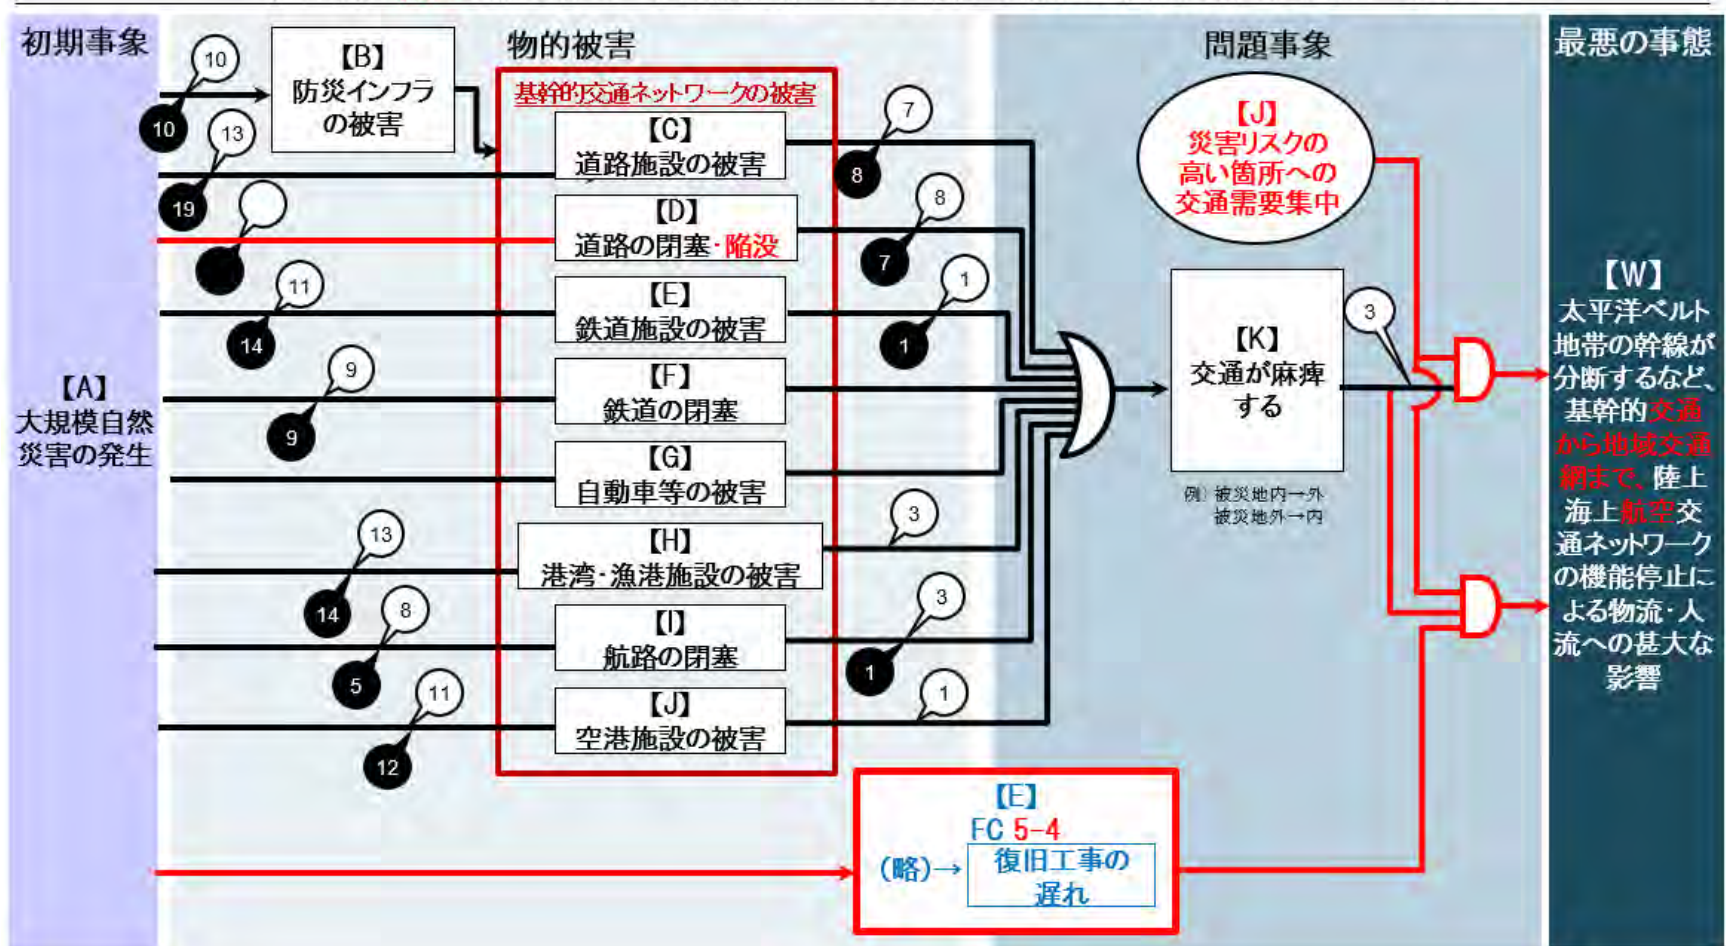 初期事象
物的被害
問題事象
最悪の事態
【A】
大規模自然
災害の発生
10
10
【B】
防災インフラ
の被害
13
19
11
14
9
9
13
14
8
5
11
12
基幹的交通ネットワークの被害
【C】
道路施設の被害
【D】
道路の閉塞・陥没
【E】
鉄道施設の被害
【F】
鉄道の閉塞
【G】
自動車等の被害
【H】
港湾・漁港施設の被害
【I】
航路の閉塞
【J】
空港施設の被害
7
8
8
7
1
1
3
3
1
1
【J】
災害リスクの
高い箇所への
交通需要集中
【K】
交通が麻痺
する
例）被災地内→外
被災地外→内
3
【E】
FC 5-4
(略)→
復旧工事の
遅れ
【W】
太平洋ベルト
地帯の幹線が
分断するなど、
基幹的交通
から地域交通
網まで、陸上
海上航空交
通ネットワーク
の機能停止に
よる物流・人
流への甚大な
影響